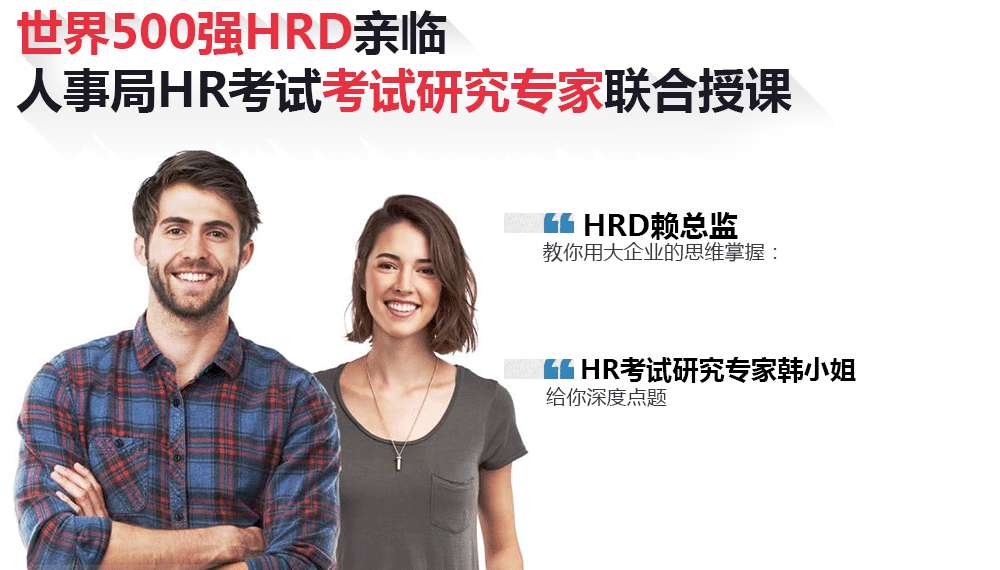 世界500强HRD亲临
人事局HR考试考试研究专家联合授课
HRD赖总监
教你用大企业的思维掌握：
HR考试研究专家韩小姐
给你深度点题